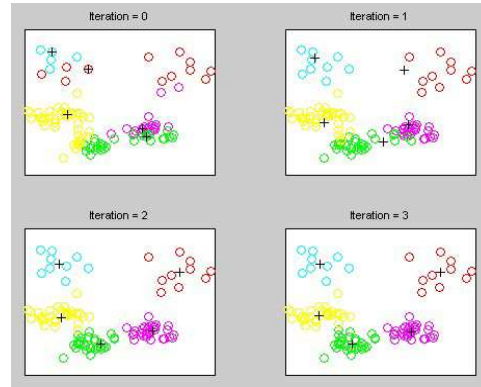 Iteration = 0
Iteration = 1
Iteration = 2
Iteration = 3